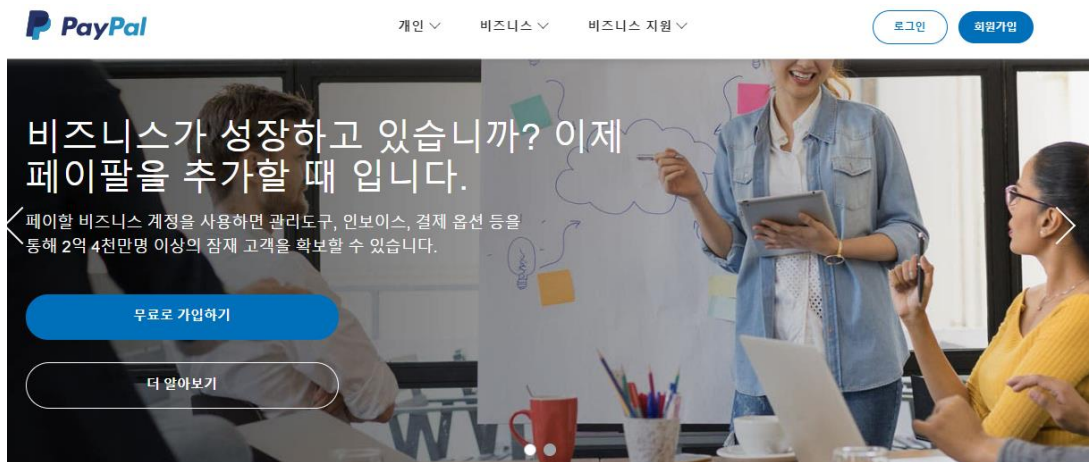 PayPal
개인
비즈니스
비즈니스 지원
로그인
회원가입
비즈니스가 성장하고 있습니까? 이제
페이팔을 추가할 때 입니다.
페이할 비즈니스 계정을 사용하면 관리도구, 인보이스, 결제 옵션 등을
통해 2억 4천만명 이상의 잠재 고객을 확보할 수 있습니다.
무료로 가입하기
더 알아보기